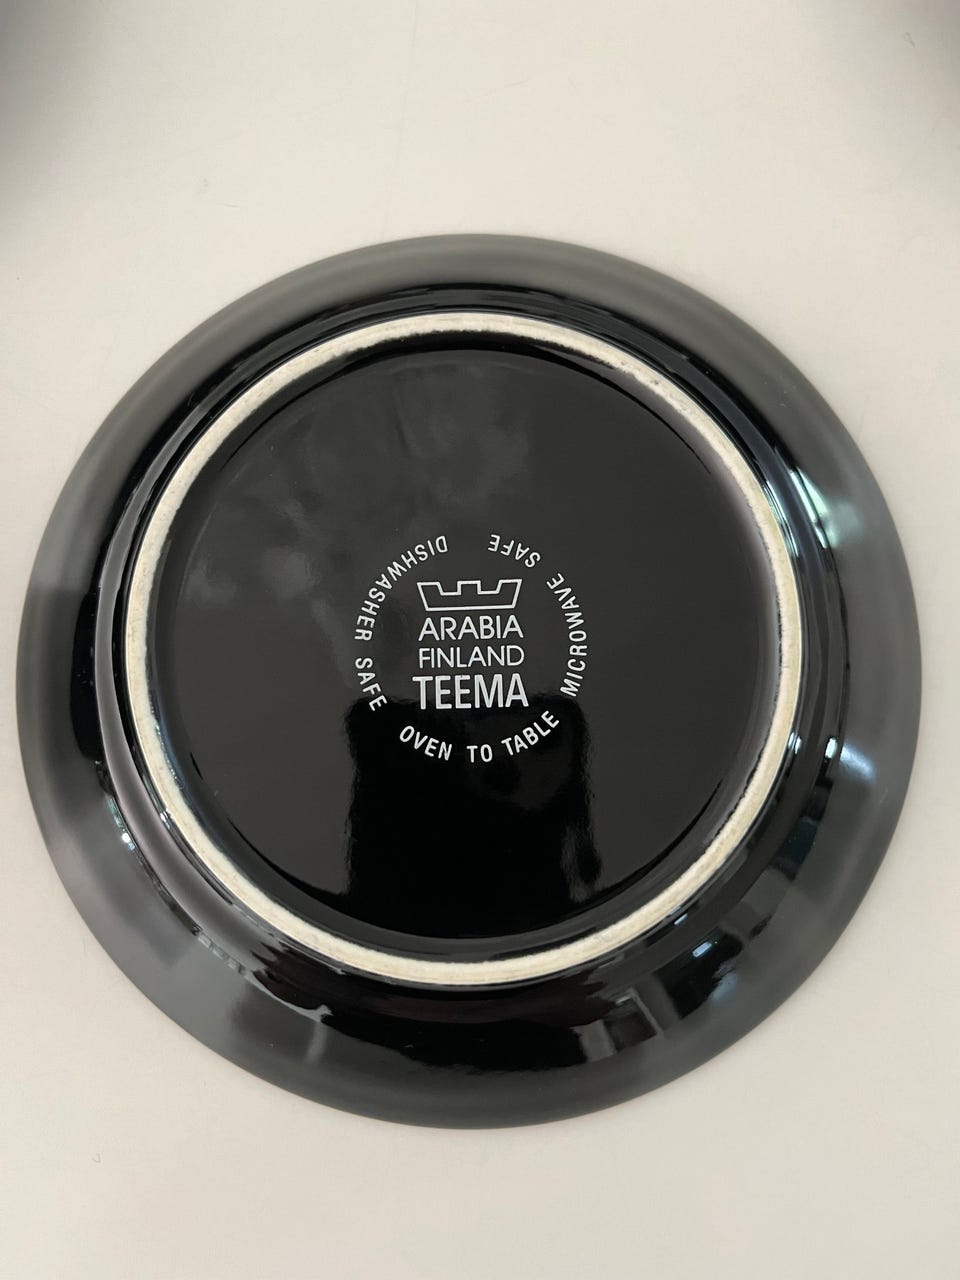 ARABIA
FINLAND
TEEMA
DISHWASHER SAFE
OVEN TO TABLE
MICROWAVE SAFE